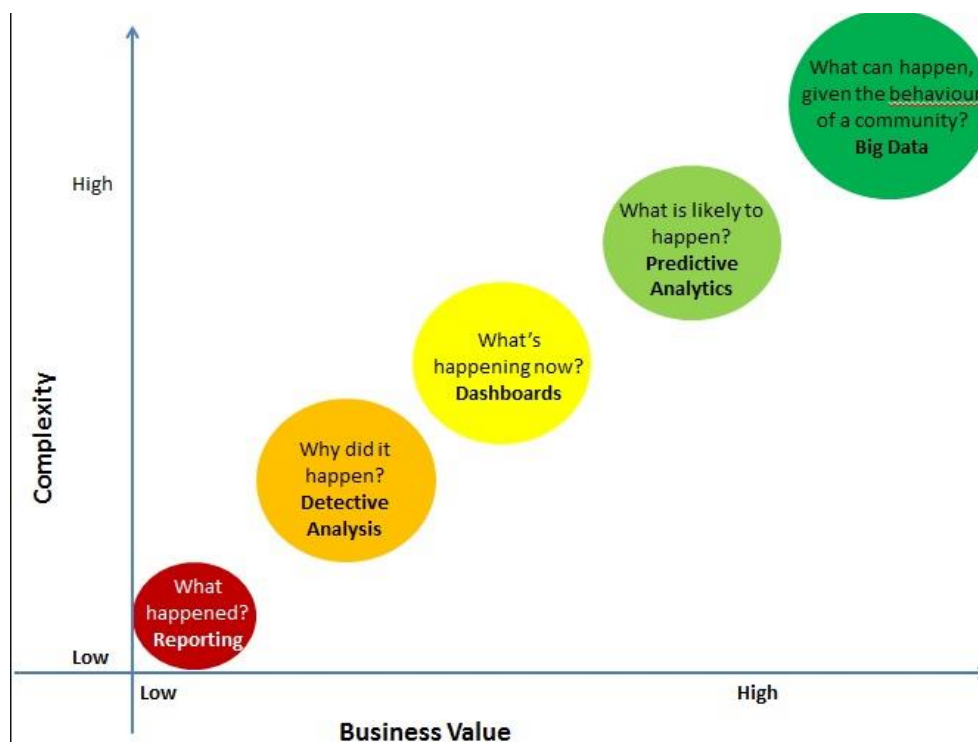 What can happen,
given the behaviour
of a community?
Big Data
High
What is likely to
happen?
Predictive
Analytics
What's
happening now?
Dashboards
Complexity
Why did it
happen?
Detective
Analysis
What
happened?
Reporting
Low
Low
High
Business Value